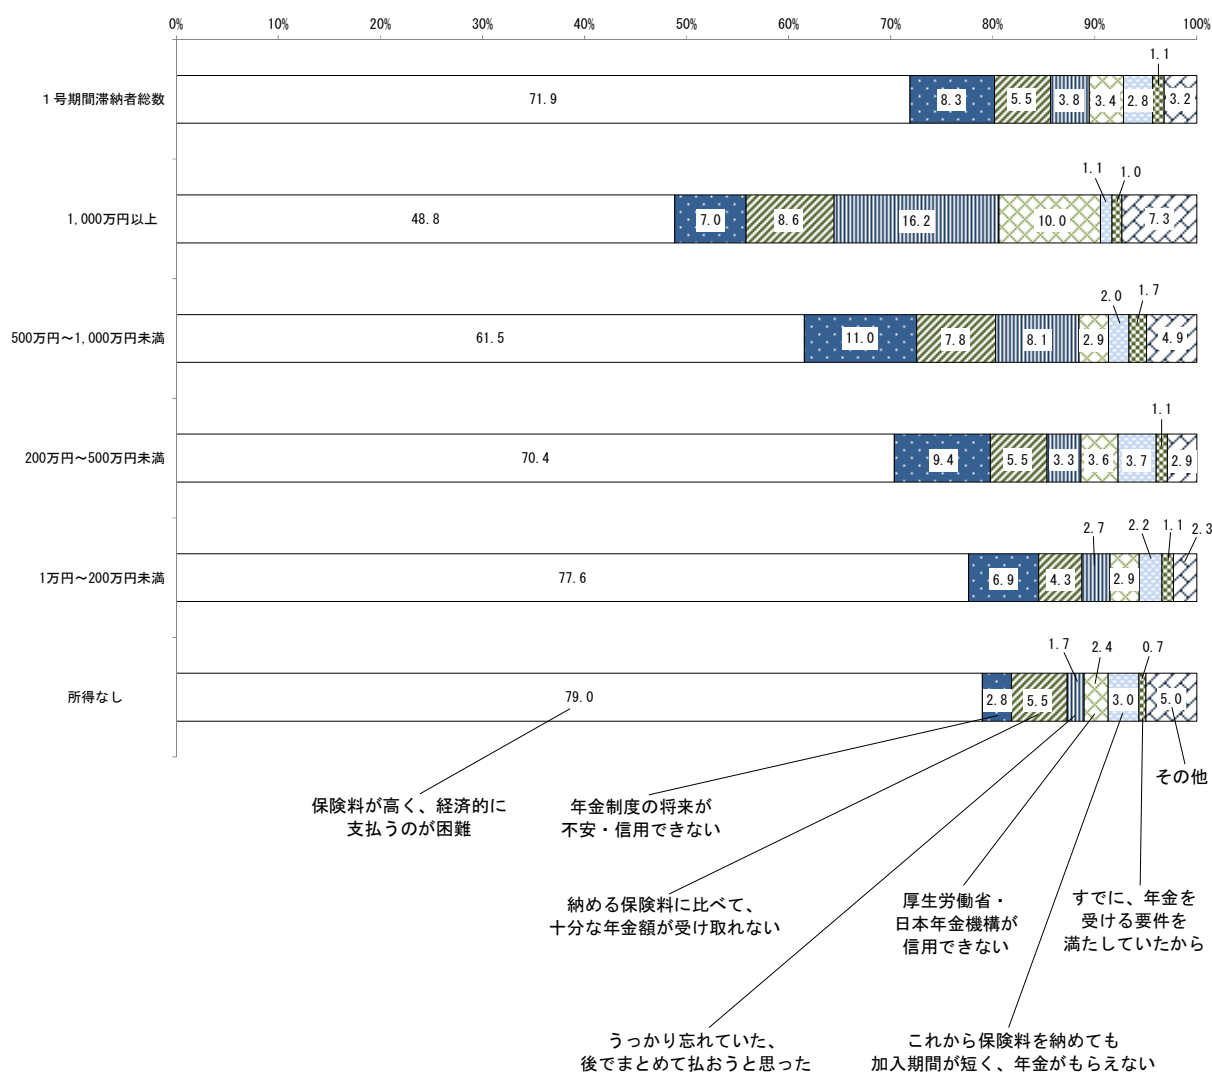 0% 10% 20% 30% 40% 50% 60% 70% 80% 90% 100%
1.1
１号期間滞納者総数 71.9 8.3 5.5 3.8 3.4 2.8 3.2
1.1 1.0
1,000万円以上 48.8 7.0 8.6 16.2 10.0 7.3
2.0 1.7
500万円～1,000万円未満 61.5 11.0 7.8 8.1 2.9 4.9
1.1
200万円～500万円未満 70.4 9.4 5.5 3.3 3.6 3.7 2.9
2.7 2.2 1.1 2.3
1万円～200万円未満 77.6 6.9 4.3 2.9
1.7 2.4 0.7
所得なし 79.0 2.8 5.5 3.0 5.0
その他
保険料が高く、経済的に
支払うのが困難
年金制度の将来が
不安・信用できない
納める保険料に比べて、
十分な年金額が受け取れない
厚生労働省・
日本年金機構が
信用できない
すでに、年金を
受ける要件を
満たしていたから
うっかり忘れていた、
後でまとめて払おうと思った
これから保険料を納めても
加入期間が短く、年金がもらえない